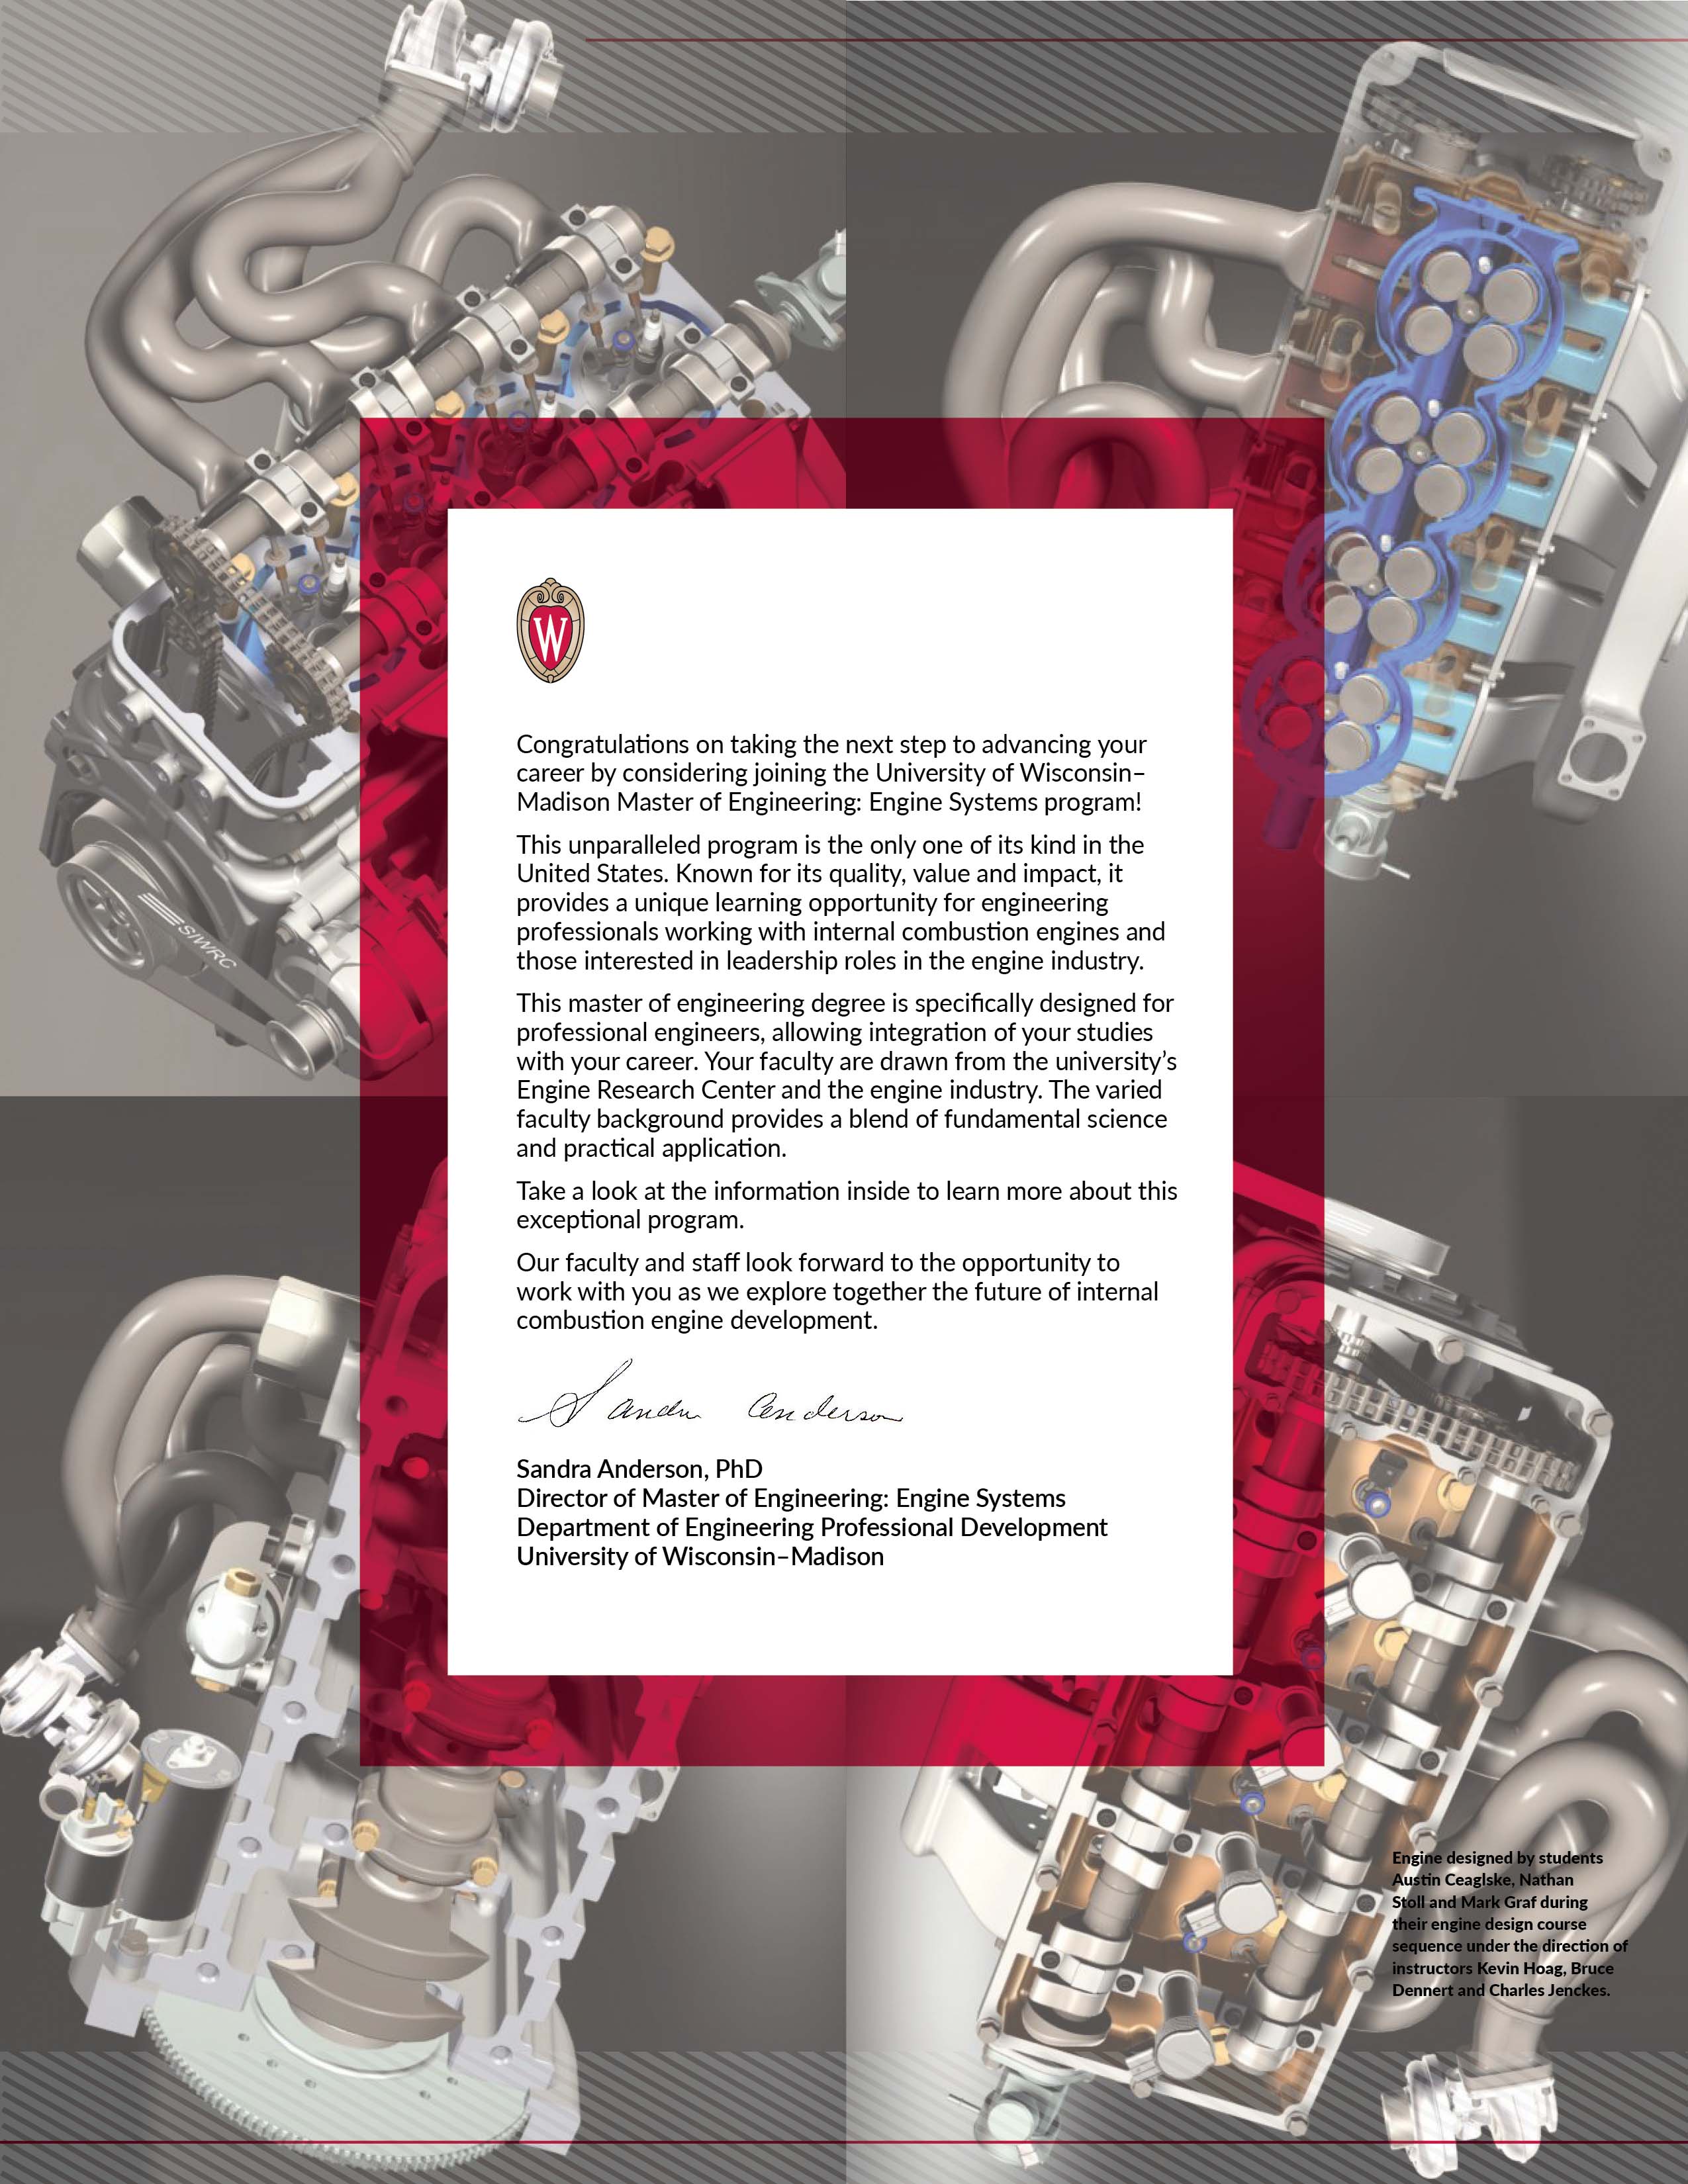 SIWRC
W
Congratulations on taking the next step to advancing your
career by considering joining the University of Wisconsin–
Madison Master of Engineering: Engine Systems program!
This unparalleled program is the only one of its kind in the
United States. Known for its quality, value and impact, it
provides a unique learning opportunity for engineering
professionals working with internal combustion engines and
those interested in leadership roles in the engine industry.
This master of engineering degree is specifically designed for
professional engineers, allowing integration of your studies
with your career. Your faculty are drawn from the university’s
Engine Research Center and the engine industry. The varied
faculty background provides a blend of fundamental science
and practical application.
Take a look at the information inside to learn more about this
exceptional program.
Our faculty and staff look forward to the opportunity to
work with you as we explore together the future of internal
combustion engine development.
Sandra Anderson
Sandra Anderson, PhD
Director of Master of Engineering: Engine Systems
Department of Engineering Professional Development
University of Wisconsin–Madison
Engine designed by students
Austin Ceaglske, Nathan
Stoll and Mark Graf during
their engine design course
sequence under the direction of
instructors Kevin Hoag, Bruce
Dennert and Charles Jenckes.